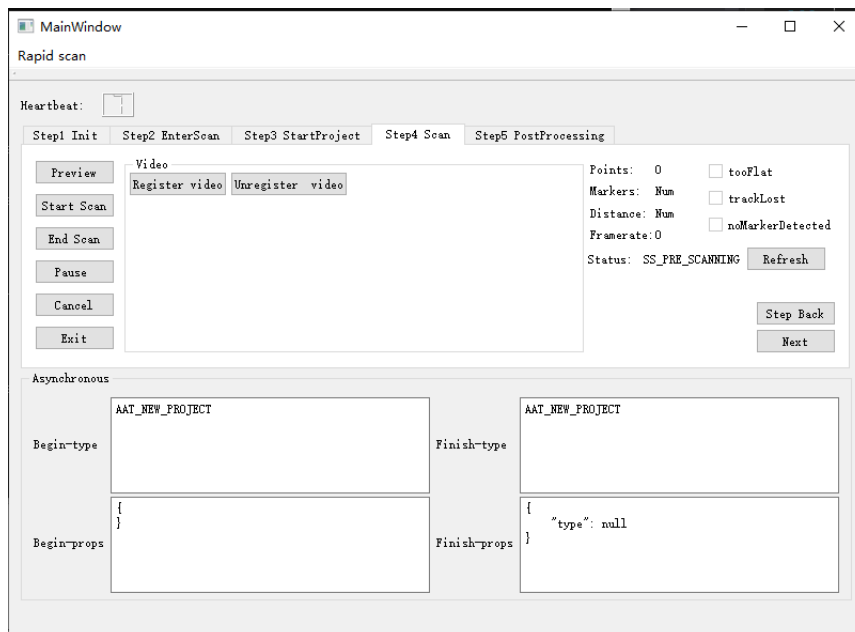 MainWindow
Rapid scan
Heartbeat:
Step1 Init Step2 EnterScan Step3 StartProject Step4 Scan Step5 PostProcessing
Preview
Start Scan
End Scan
Pause
Cancel
Exit
Video
Register video Unregister video
Points: 0
Markers: Num
Distance: Num
Framerate:0
tooFlat
trackLost
noMarkerDetected
Status: SS_PRE_SCANNING Refresh
Step Back
Next
Asynchronous
Begin-type
AAT_NEW_PROJECT
Finish-type
AAT_NEW_PROJECT
Begin-props
{
}
Finish-props
{
"type": null
}